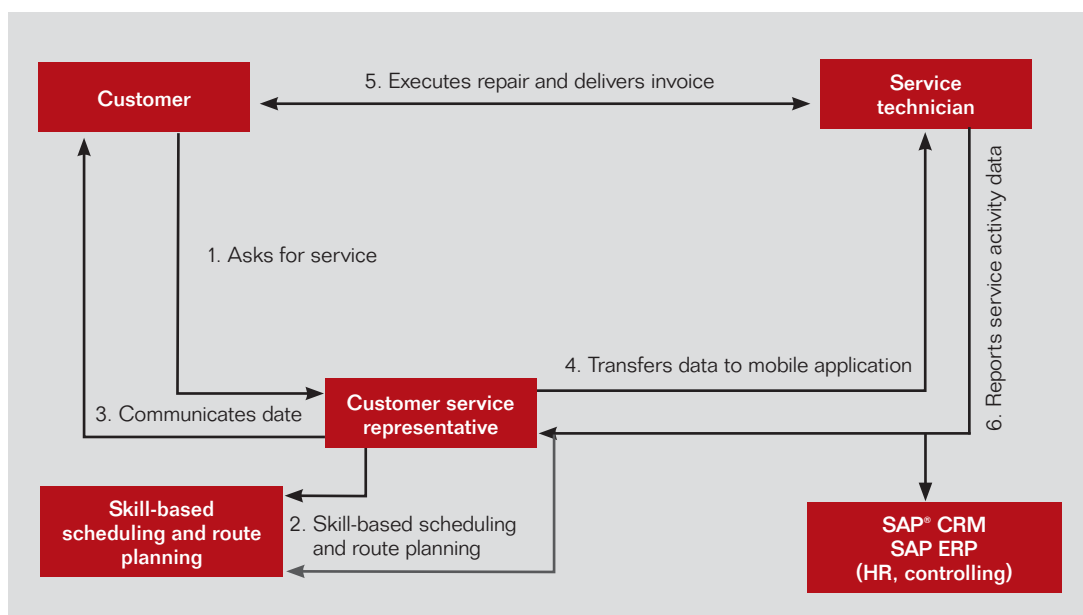 Customer
5. Executes repair and delivers invoice
Service
technician
1. Asks for service
6. Reports service activity data
4. Transfers data to mobile application
3. Communicates date
Customer service
representative
Skill-based
scheduling and route
planning
2. Skill-based scheduling
and route planning
SAP® CRM
SAP ERP
(HR, controlling)